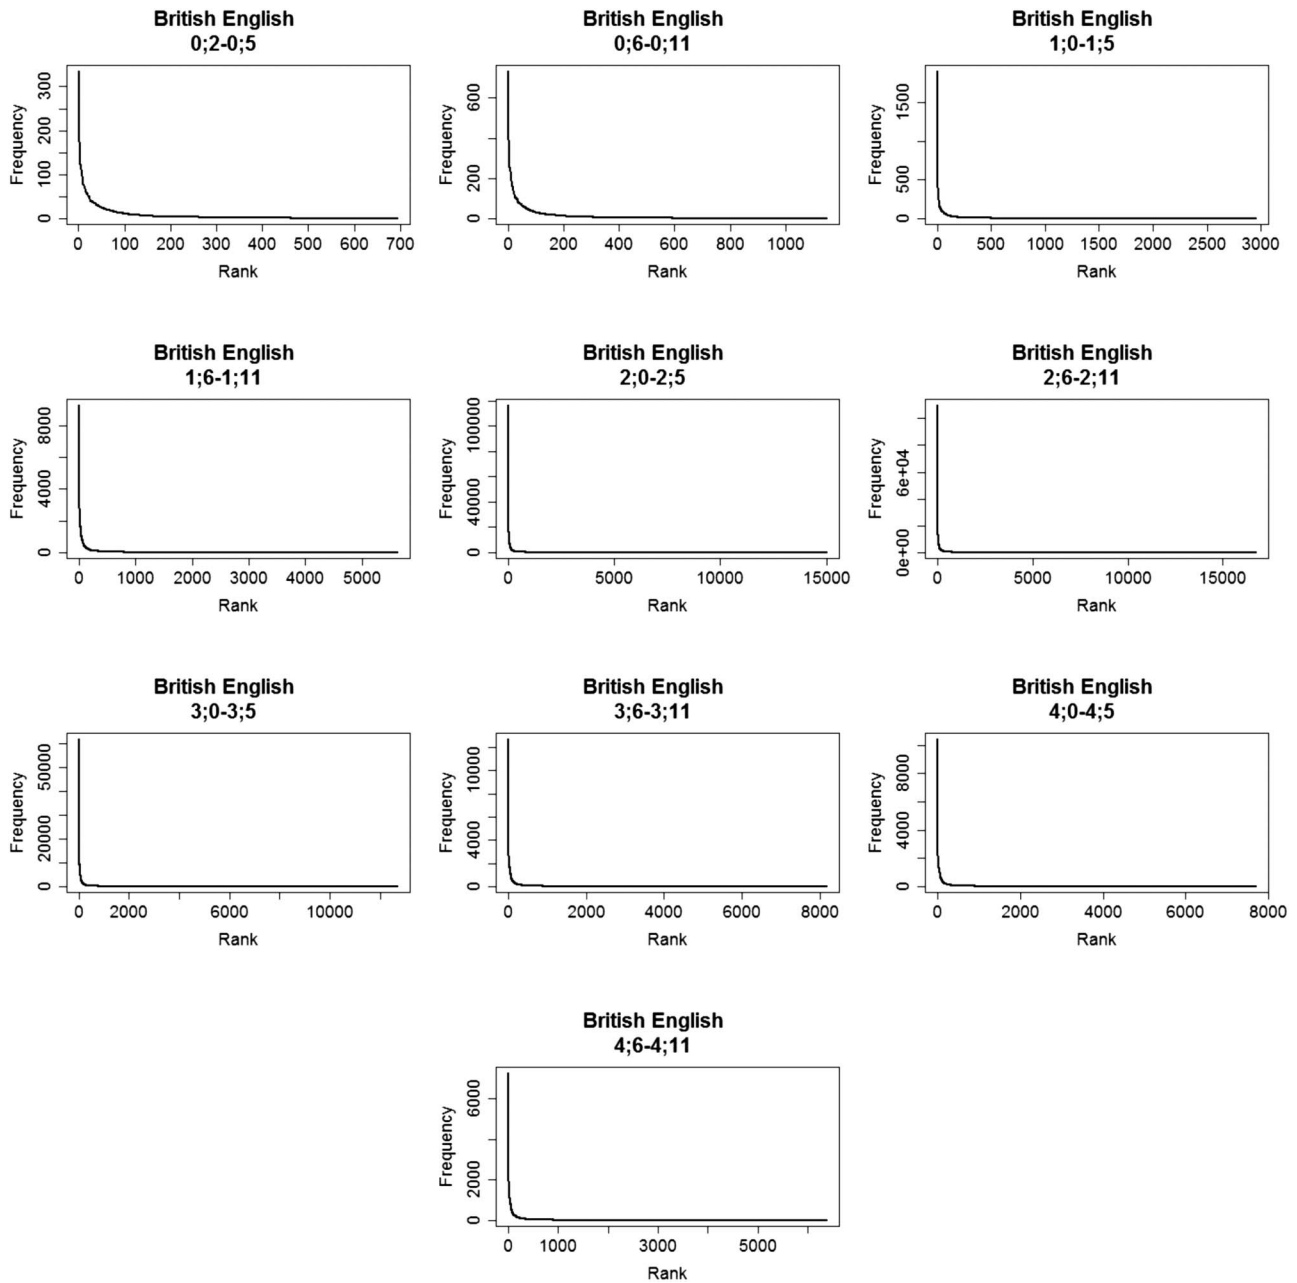 British English
0;2-0;5
Frequency
0 100 200 300
0 100 200 300 400 500 600 700
Rank
British English
0;6-0;11
Frequency
0 200 600
0 200 400 600 800 1000
Rank
British English
1;0-1;5
Frequency
0 500 1500
0 500 1000 1500 2000 2500 3000
Rank
British English
1;6-1;11
Frequency
0 4000 8000
0 1000 2000 3000 4000 5000
Rank
British English
2;0-2;5
Frequency
0 40000 100000
0 5000 10000 15000
Rank
British English
2;6-2;11
Frequency
0e+00 6e+04
0 5000 10000 15000
Rank
British English
3;0-3;5
Frequency
0 20000 50000
0 2000 6000 10000
Rank
British English
3;6-3;11
Frequency
0 4000 10000
0 2000 4000 6000 8000
Rank
British English
4;0-4;5
Frequency
0 4000 8000
0 2000 4000 6000 8000
Rank
British English
4;6-4;11
Frequency
0 2000 6000
0 1000 3000 5000
Rank